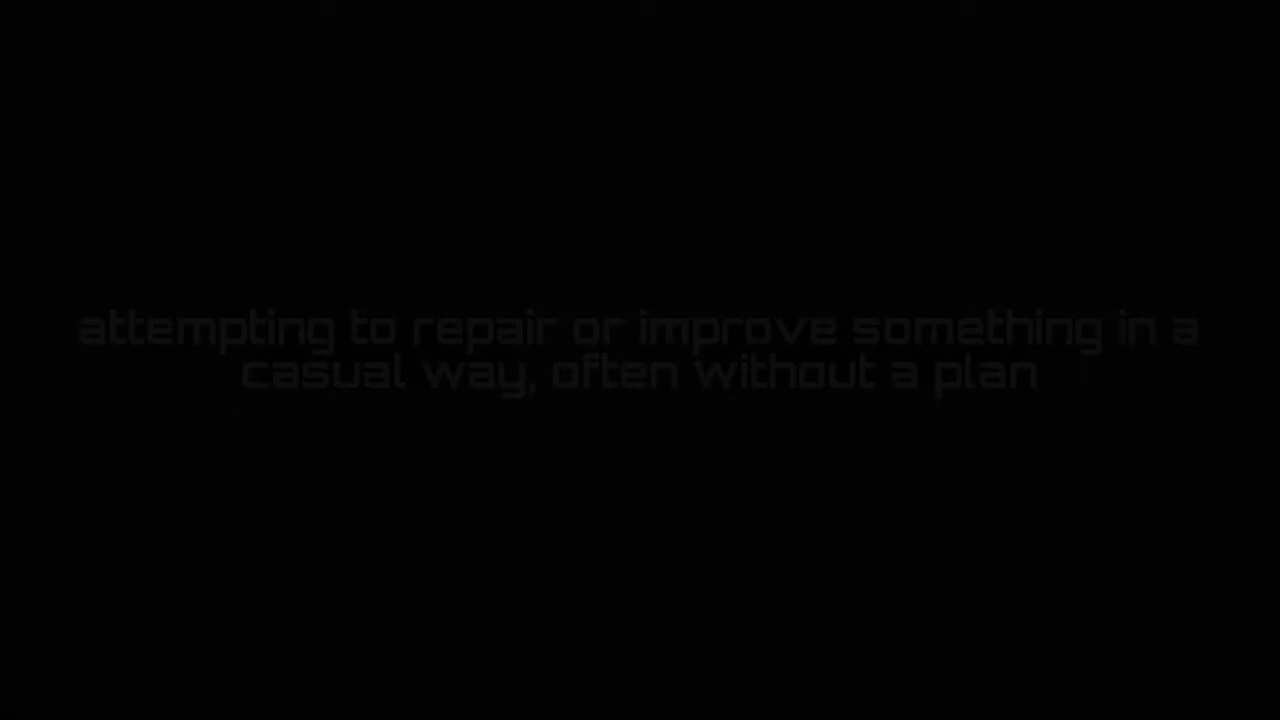 attempting to repair or improve something in a
casual way, often without a plan